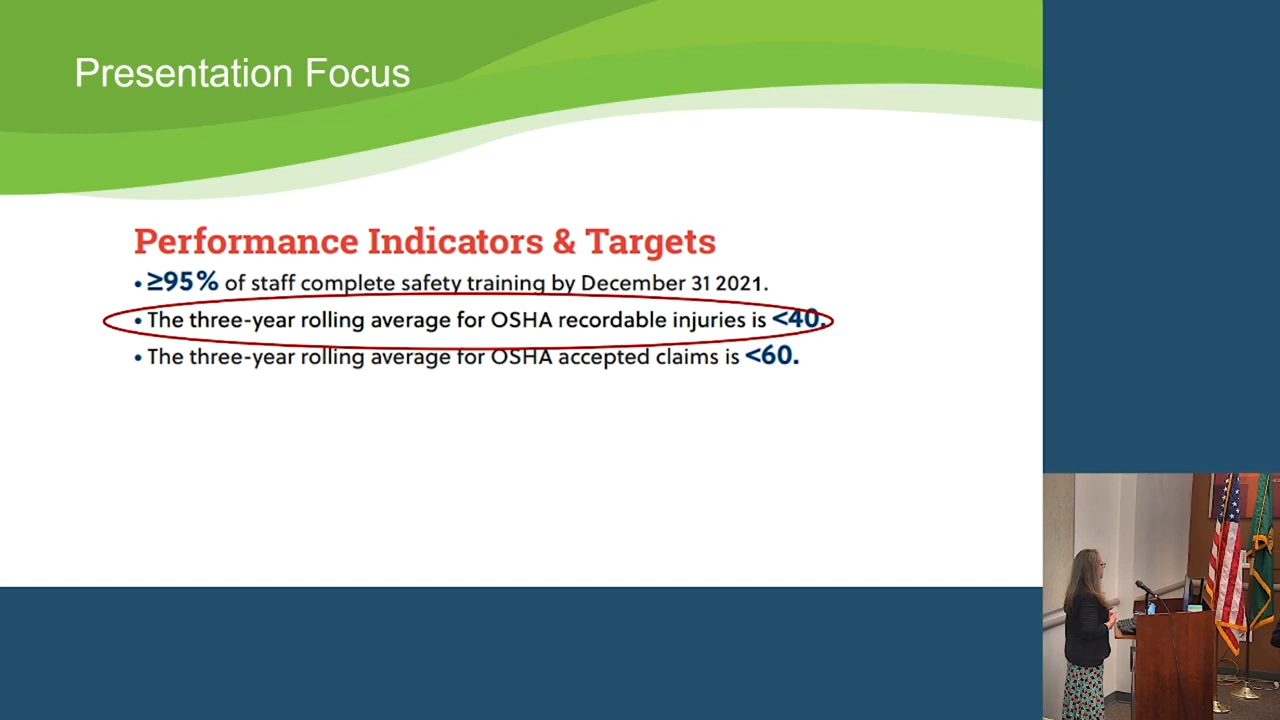 Presentation Focus
Performance Indicators & Targets
• ≥95% of staff complete safety training by December 31 2021.
• The three-year rolling average for OSHA recordable injuries is <40.
• The three-year rolling average for OSHA accepted claims is <60.